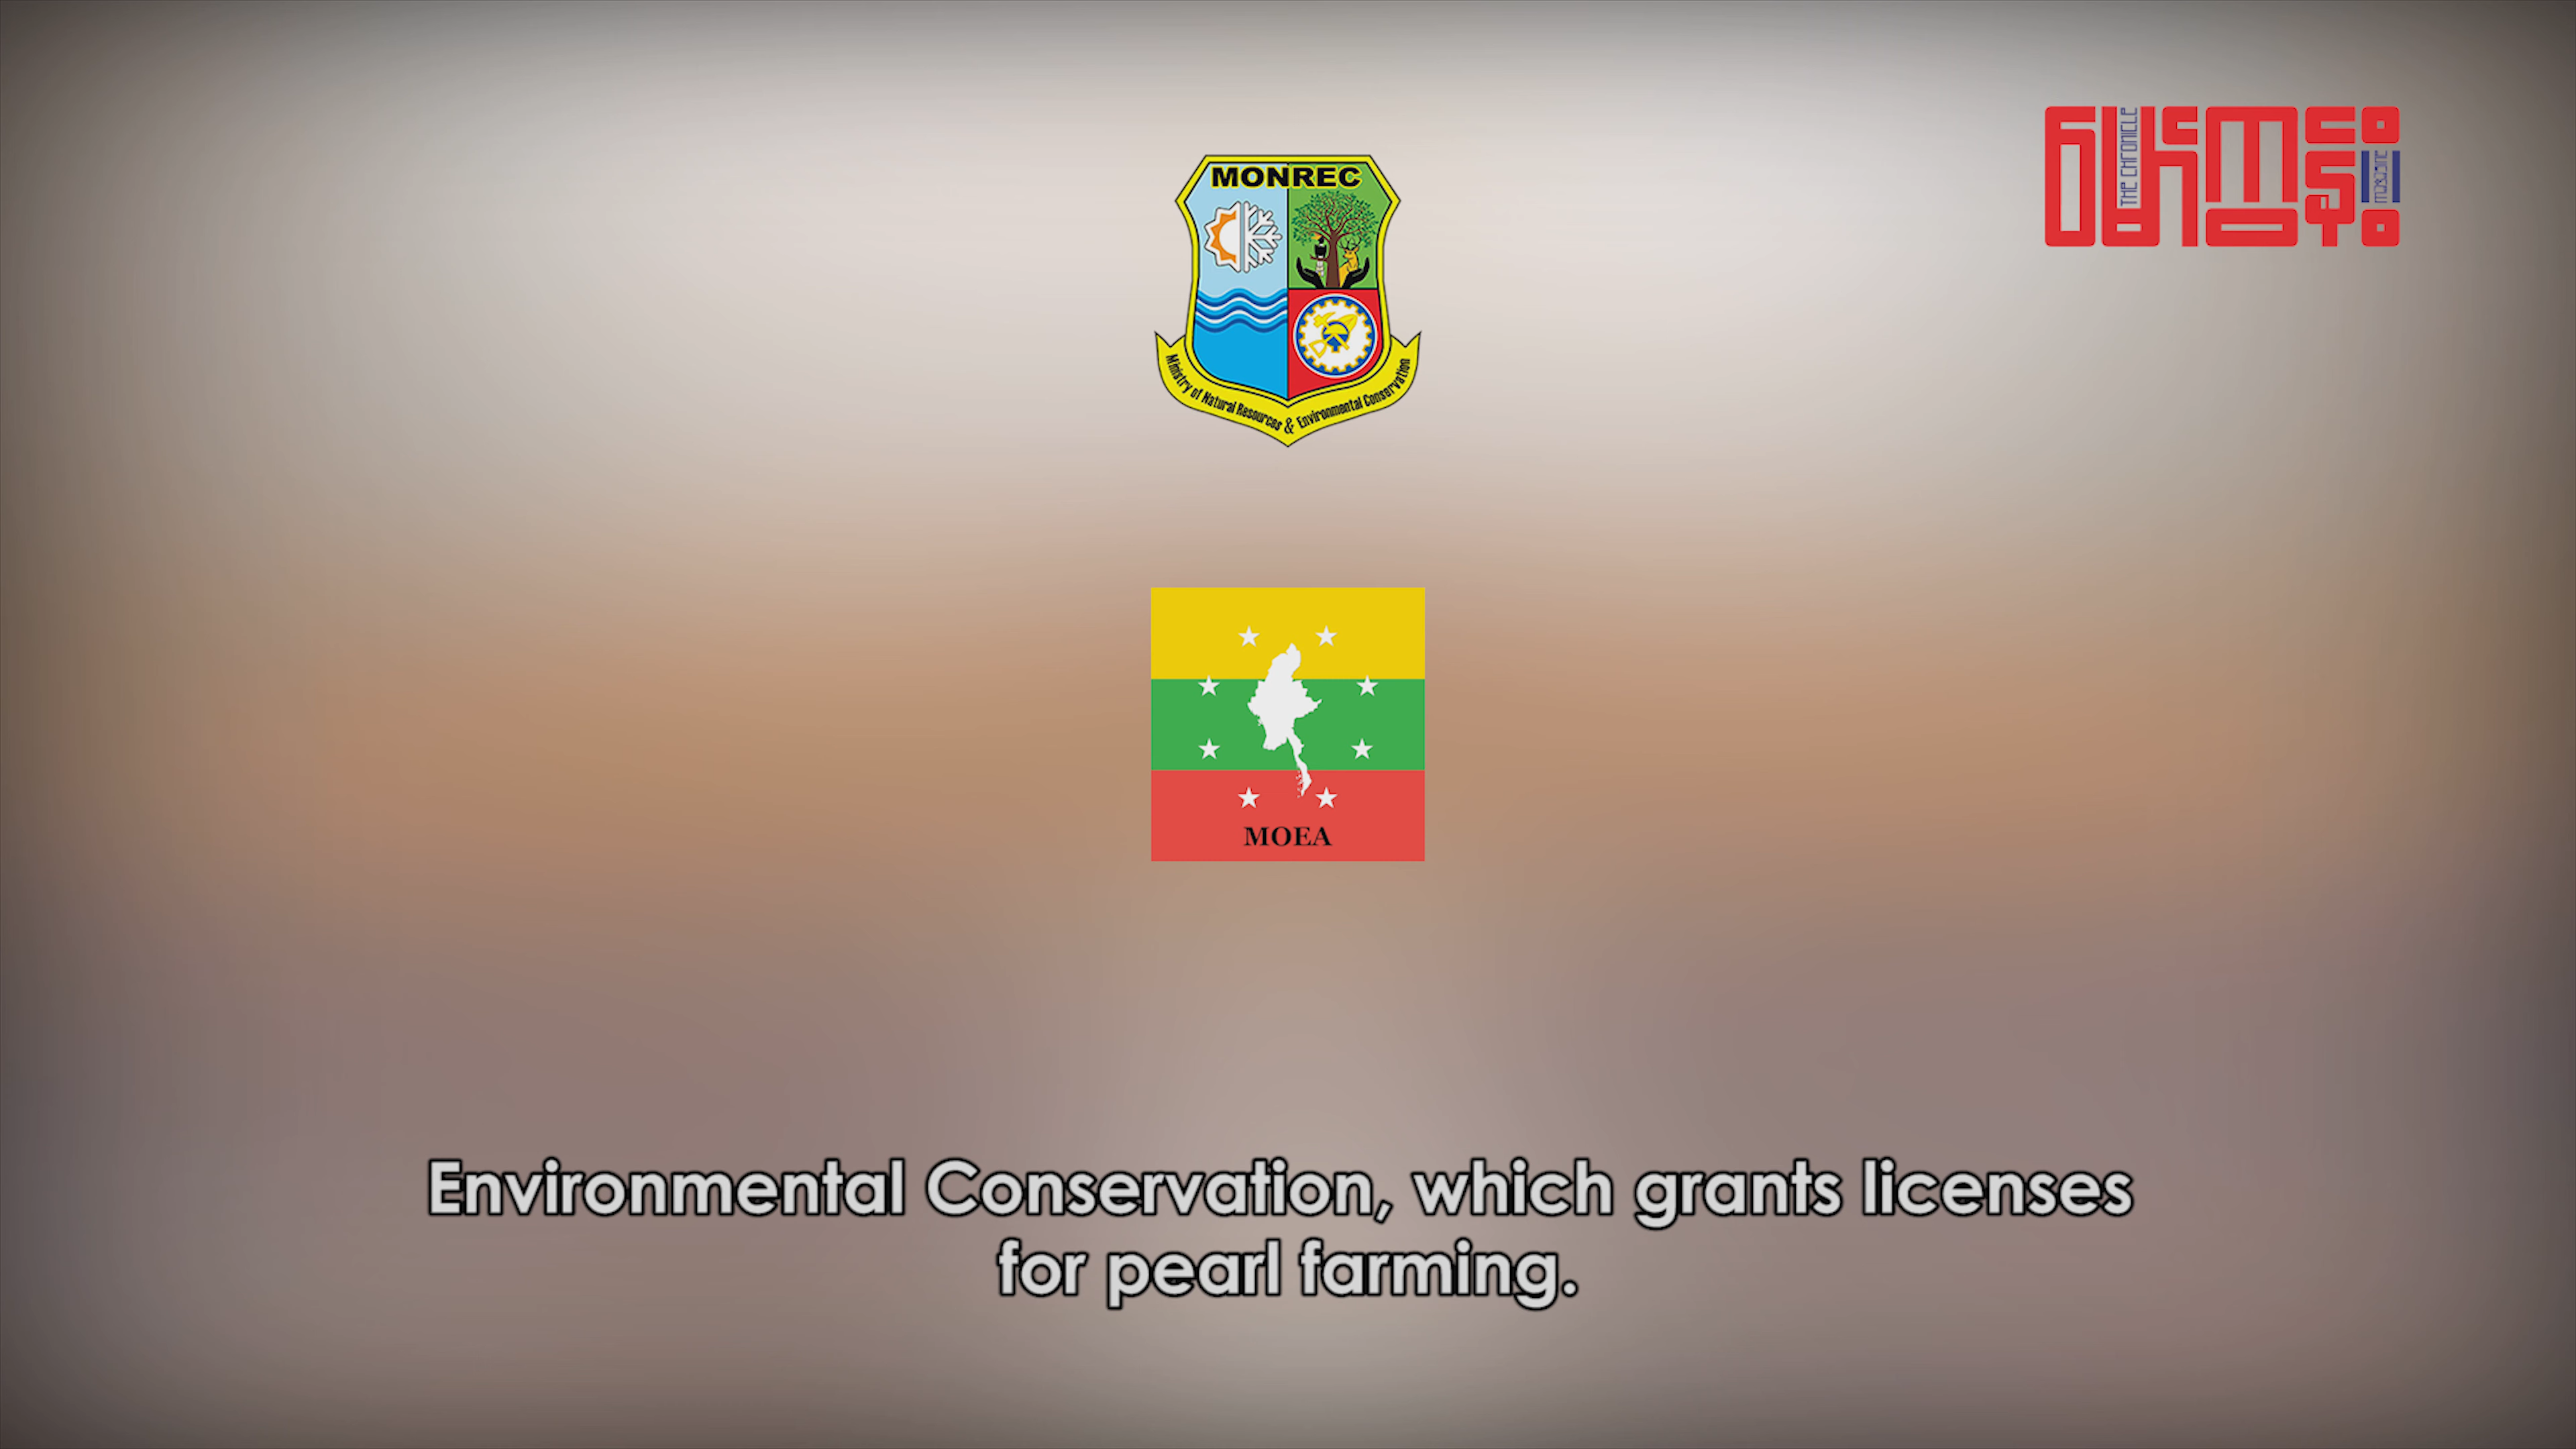 MONREC
Ministry of Natural Resources & Environmental Conservation
THE CHRONICLE
MOEA
Environmental Conservation, which grants licenses
for pearl farming.